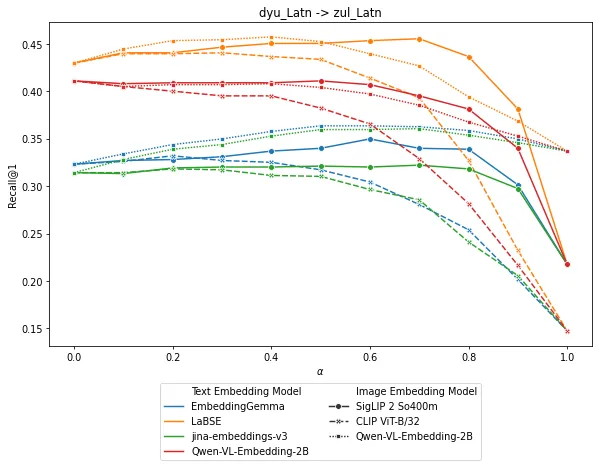 dyu_Latn -> zul_Latn
0.45
0.40
0.35
0.30
0.25
0.20
0.15
Recall@1
0.0 0.2 0.4 0.6 0.8 1.0
α
Text Embedding Model Image Embedding Model
EmbeddingGemma SigLIP 2 So400m
LaBSE CLIP ViT-B/32
jina-embeddings-v3 Qwen-VL-Embedding-2B
Qwen-VL-Embedding-2B